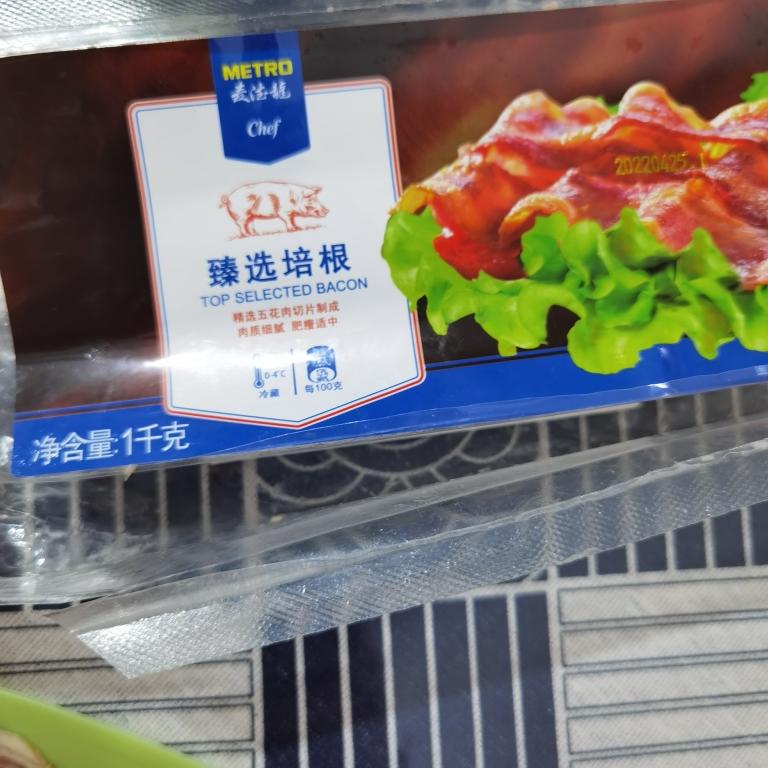 METRO
麦德龍
Chef
20220425.1
臻选培根
TOP SELECTED BACON
精选五花肉切片制成
肉质细腻 肥瘦适中
0-4℃
冷藏
每100克
净含量:1千克